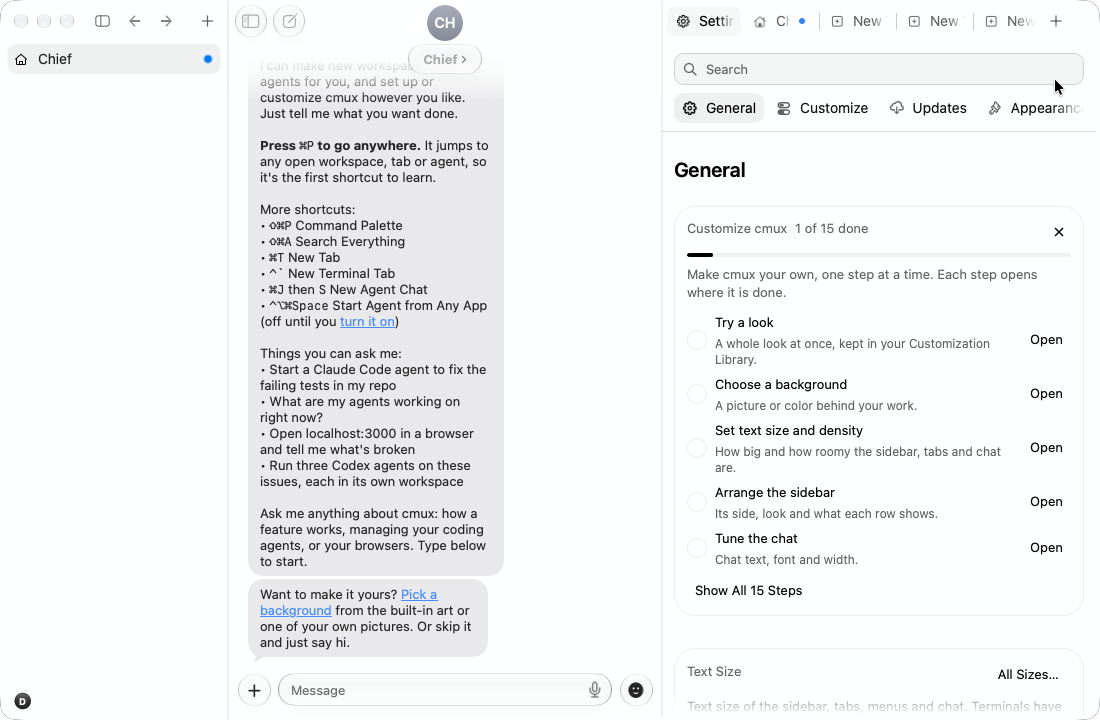 Chief
D
CH
Chief ›
I can make new workspac
agents for you, and set up or
customize cmux however you like.
Just tell me what you want done.
Press ⌘P to go anywhere. It jumps to
any open workspace, tab or agent, so
it's the first shortcut to learn.
More shortcuts:
• ⇧⌘P Command Palette
• ⇧⌘A Search Everything
• ⌘T New Tab
• ^` New Terminal Tab
• ⌘J then S New Agent Chat
• ^⌥⌘Space Start Agent from Any App
(off until you turn it on)
Things you can ask me:
• Start a Claude Code agent to fix the
failing tests in my repo
• What are my agents working on
right now?
• Open localhost:3000 in a browser
and tell me what's broken
• Run three Codex agents on these
issues, each in its own workspace
Ask me anything about cmux: how a
feature works, managing your coding
agents, or your browsers. Type below
to start.
Want to make it yours? Pick a
background from the built-in art or
one of your own pictures. Or skip it
and just say hi.
Message
Settin
Ch
New
New
New
Search
General
Customize
Updates
Appearanc
General
Customize cmux 1 of 15 done
Make cmux your own, one step at a time. Each step opens
where it is done.
Try a look
A whole look at once, kept in your Customization
Library.
Open
Choose a background
A picture or color behind your work.
Open
Set text size and density
How big and how roomy the sidebar, tabs and chat
are.
Open
Arrange the sidebar
Its side, look and what each row shows.
Open
Tune the chat
Chat text, font and width.
Open
Show All 15 Steps
Text Size
All Sizes...
Text size of the sidebar, tabs, menus and chat. Terminals have